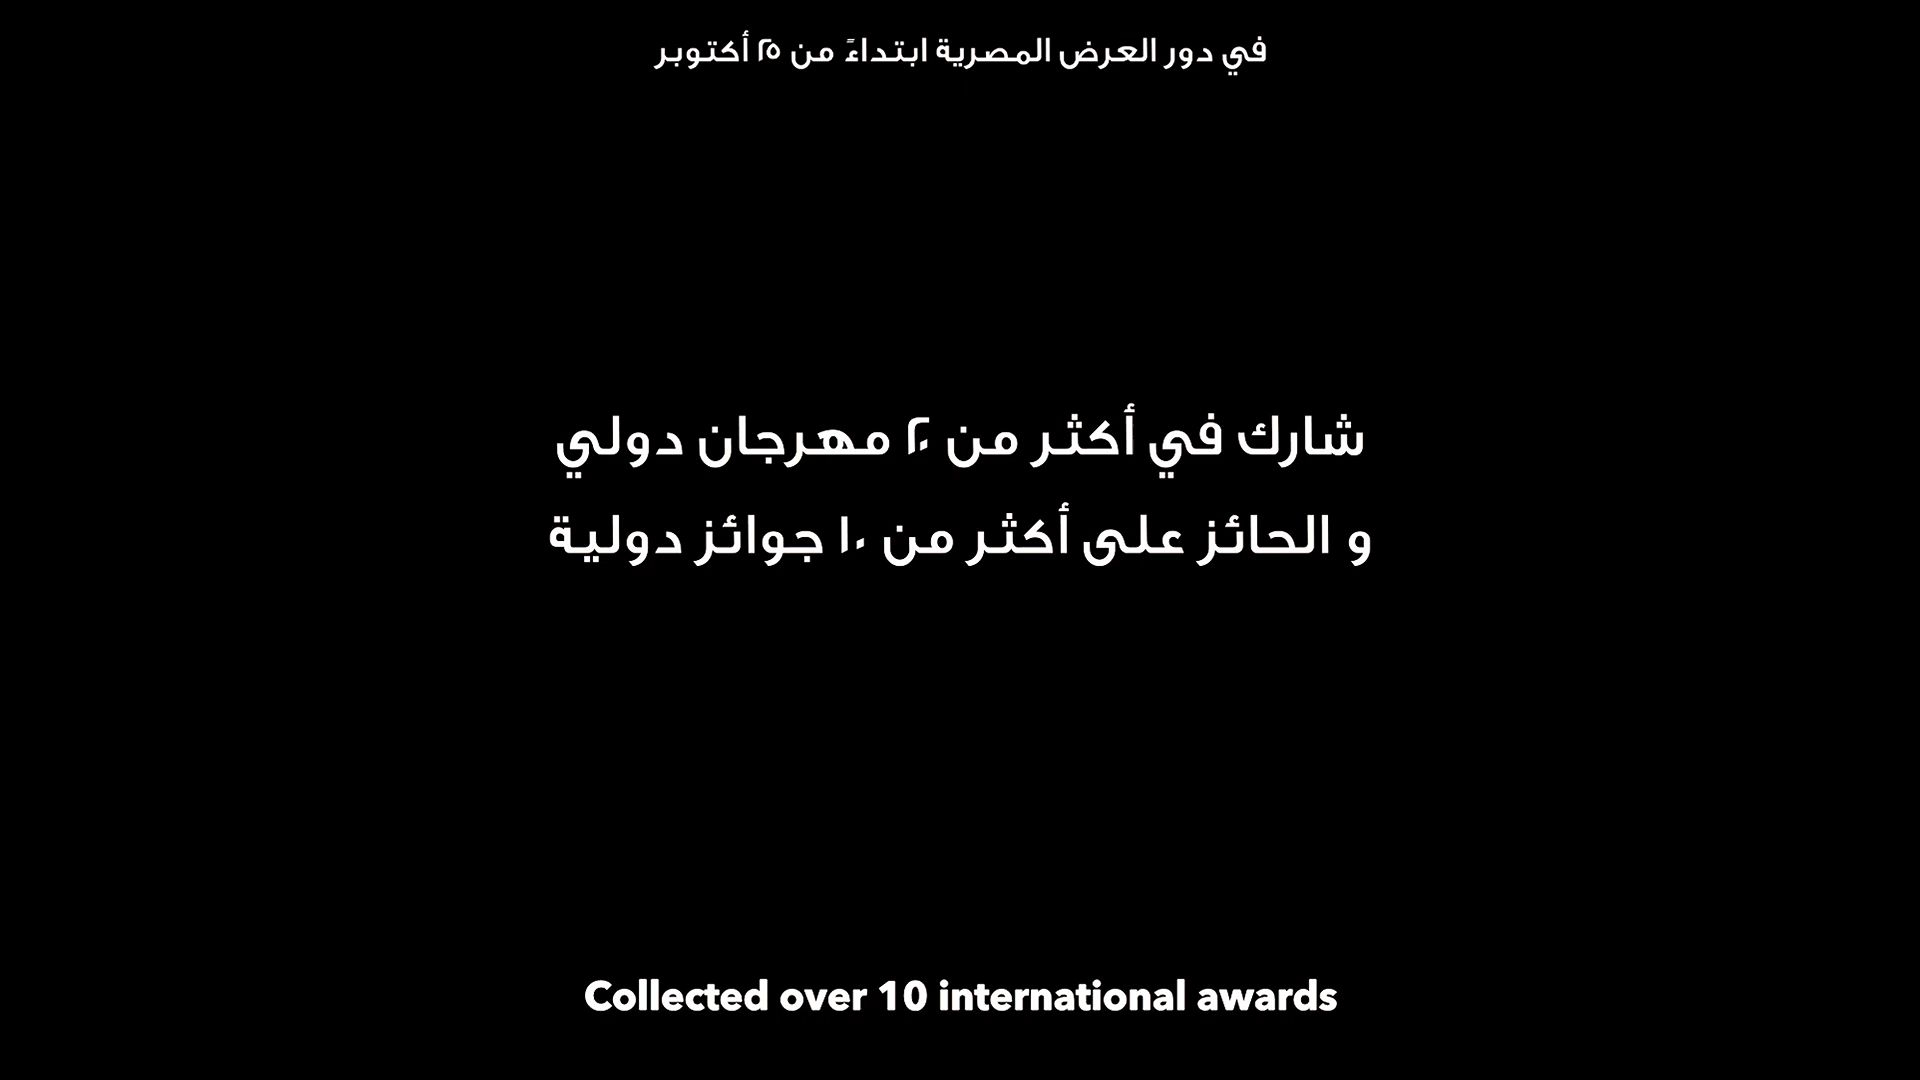 في دور العرض المصرية ابتداءً من ٢٥ أكتوبر
شارك في أكثر من ٢٠ مهرجان دولي
و الحائز على أكثر من ١٠ جوائز دولية
Collected over 10 international awards